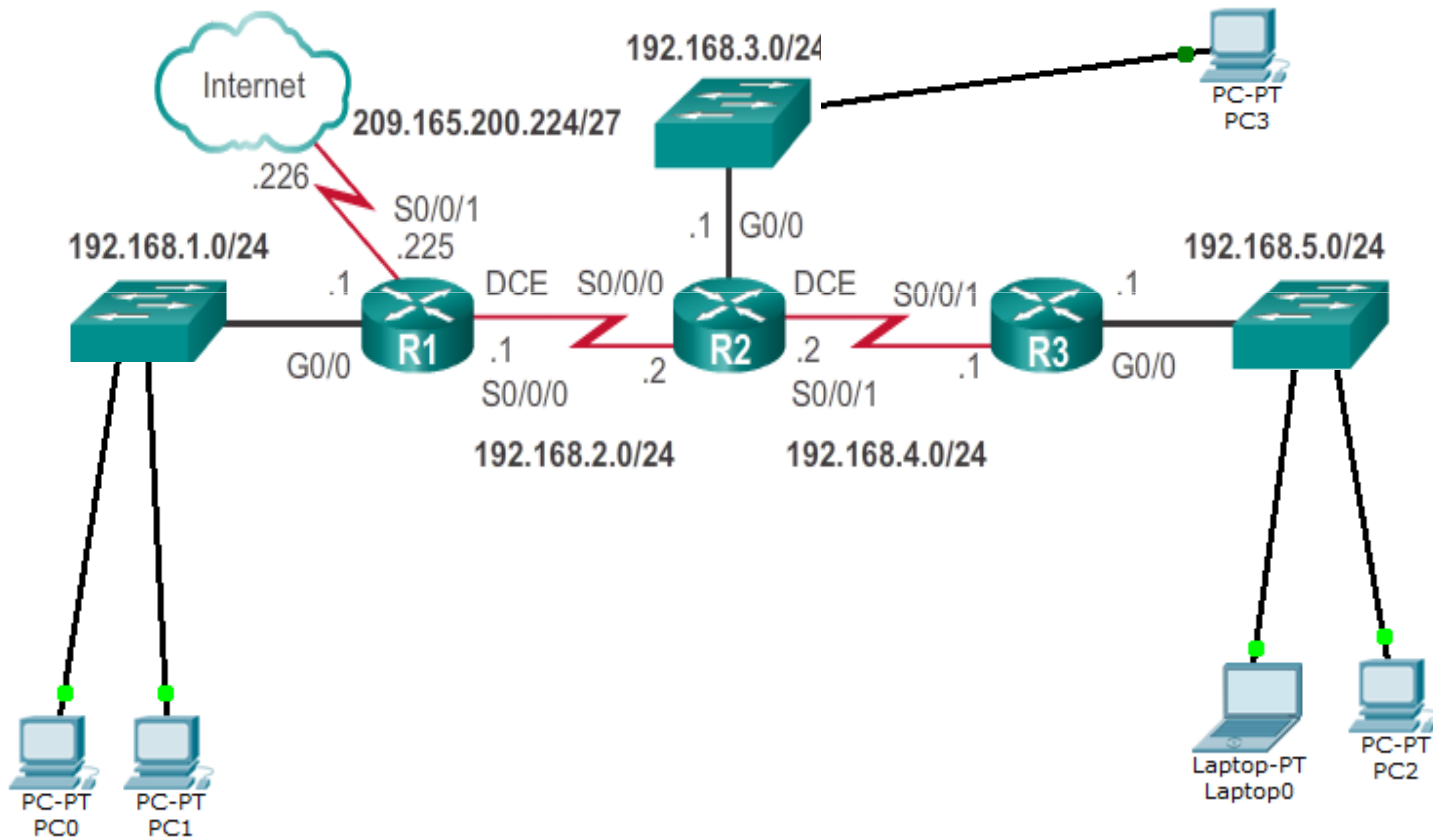 192.168.3.0/24
Internet
PC-PT
PC3
209.165.200.224/27
.226
S0/0/1
.225
.1
G0/0
192.168.1.0/24
192.168.5.0/24
.1
DCE
S0/0/0
DCE
S0/0/1
.1
R1
R2
R3
G0/0
.1
.2
.2
.1
G0/0
S0/0/0
S0/0/1
192.168.2.0/24
192.168.4.0/24
PC-PT
PC0
PC-PT
PC1
Laptop-PT
Laptop0
PC-PT
PC2